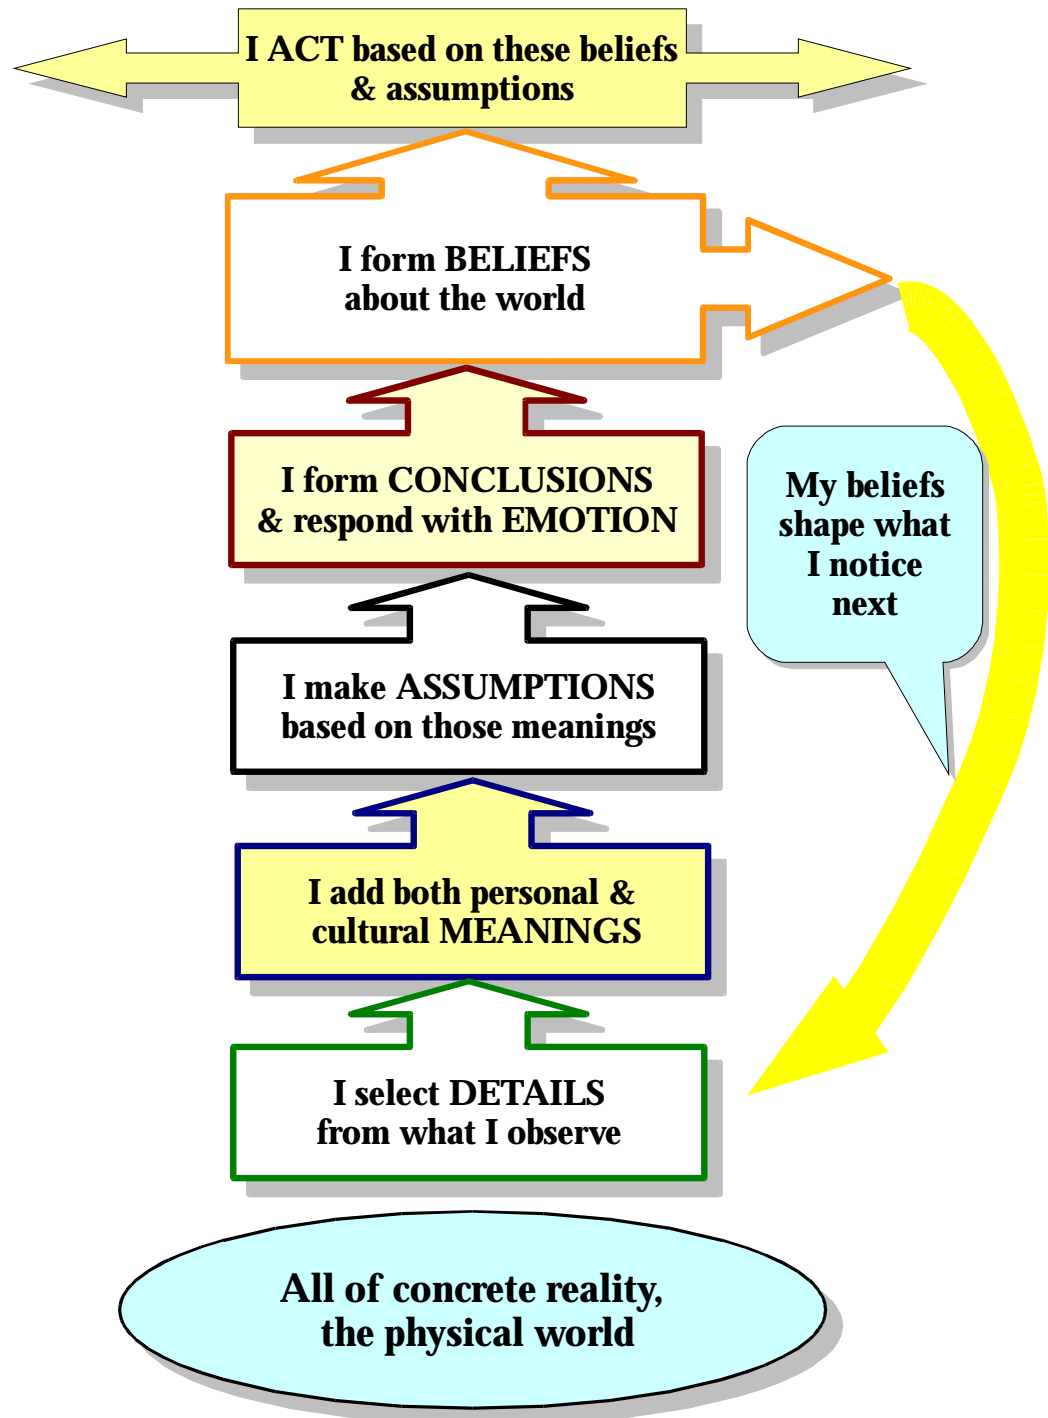 I ACT based on these beliefs
& assumptions
I form BELIEFS
about the world
I form CONCLUSIONS
& respond with EMOTION
My beliefs
shape what
I notice
next
I make ASSUMPTIONS
based on those meanings
I add both personal &
cultural MEANINGS
I select DETAILS
from what I observe
All of concrete reality,
the physical world